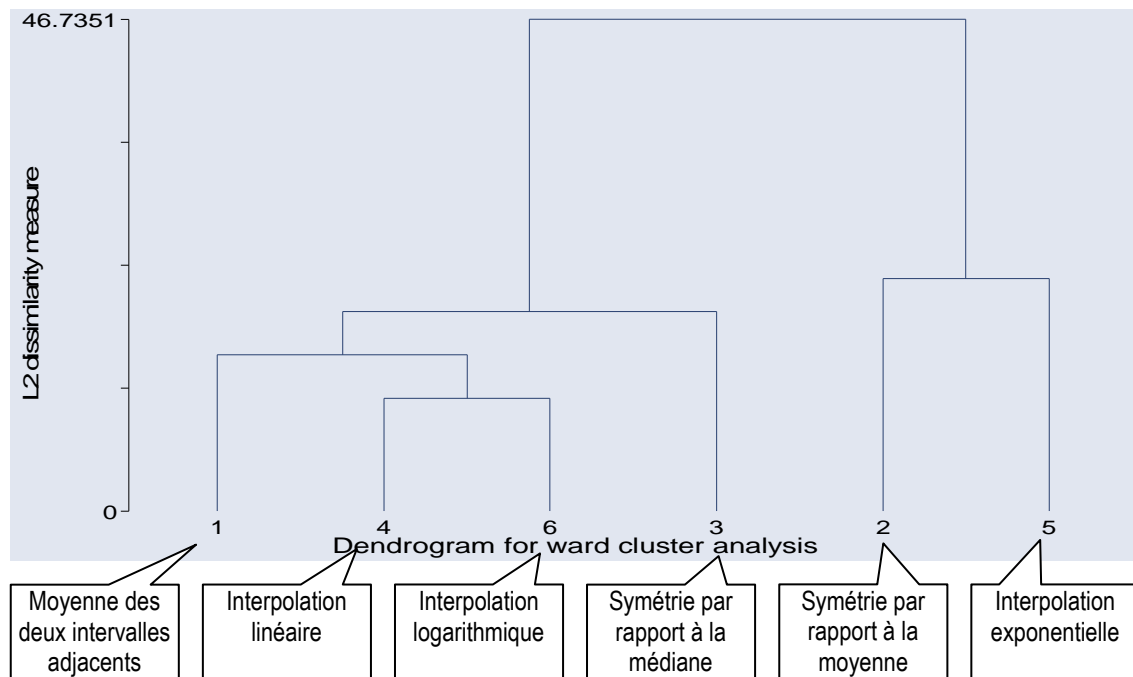 46.7351
L2 dissimilarity measure
0
1 4 6 3 2 5
Dendrogram for ward cluster analysis
Moyenne des
deux intervalles
adjacents
Interpolation
linéaire
Interpolation
logarithmique
Symétrie par
rapport à la
médiane
Symétrie par
rapport à la
moyenne
Interpolation
exponentielle